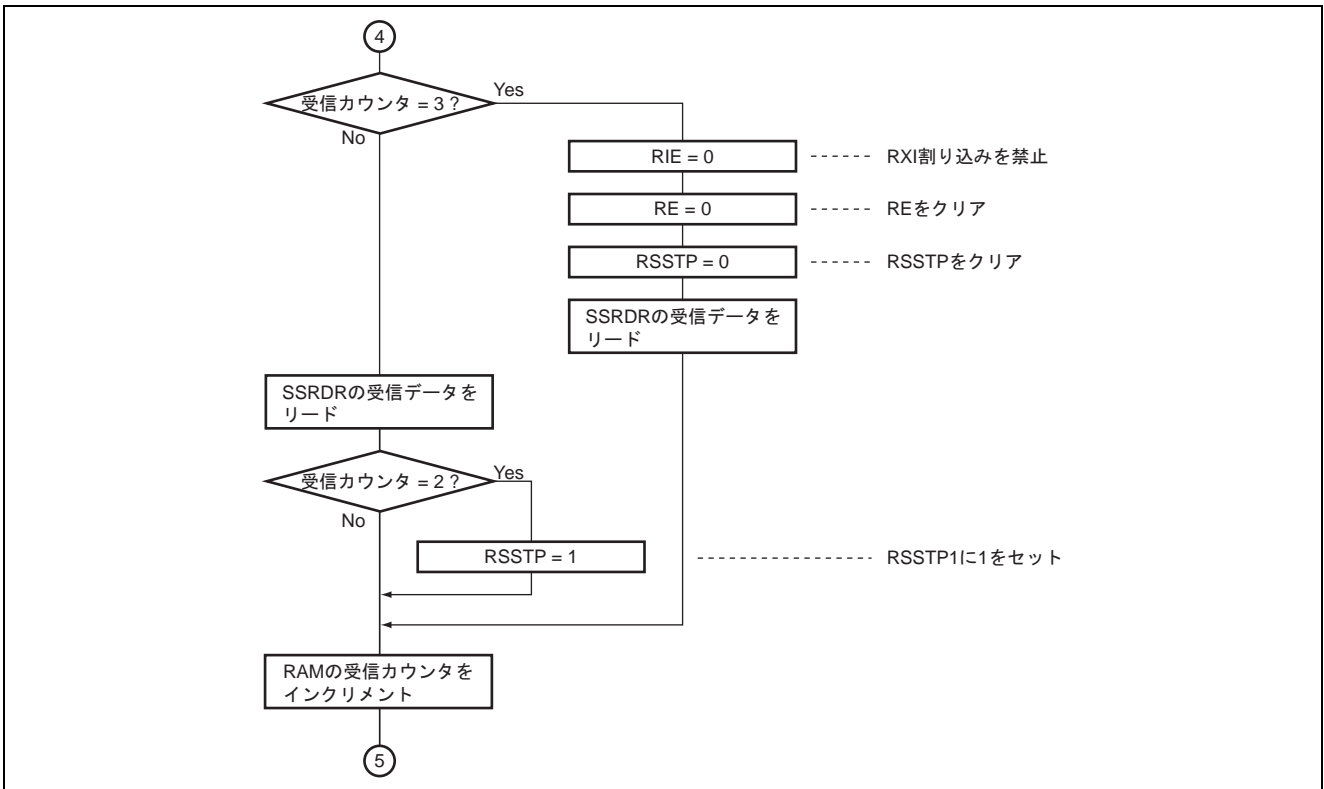 4
受信カウンタ = 3 ?
Yes
No
RIE = 0
RXI割り込みを禁止
RE = 0
REをクリア
RSSTP = 0
RSSTPをクリア
SSRDRの受信データを
リード
SSRDRの受信データを
リード
受信カウンタ = 2 ?
Yes
No
RSSTP = 1
RSSTP1に1をセット
RAMの受信カウンタを
インクリメント
5